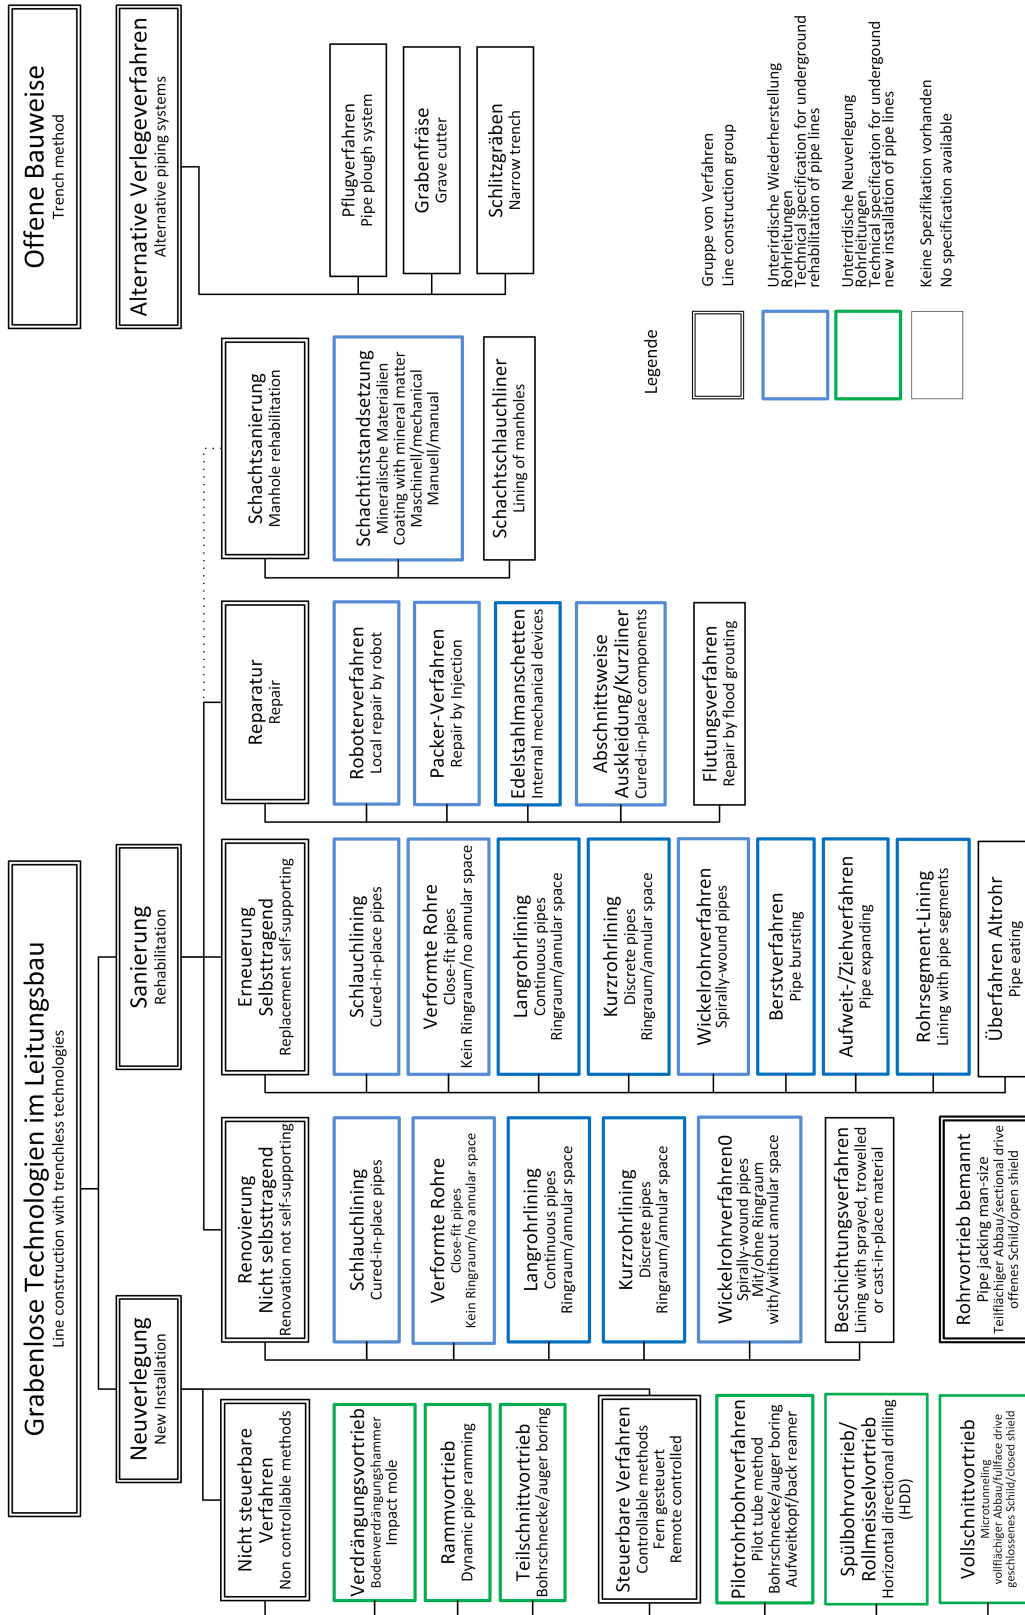 Grabenlose Technologien im Leitungsbau
Line construction with trenchless technologies
Offene Bauweise
Trench method
Neuverlegung
New Installation
Sanierung
Rehabilitation
Alternative Verlegeverfahren
Alternative piping systems
Nicht steuerbare
Verfahren
Non controllable methods
Verdrängungsvortrieb
Bodenverdrängungshammer
Impact mole
Rammvortrieb
Dynamic pipe ramming
Teilschnittvortrieb
Bohrschnecke/auger boring
Steuerbare Verfahren
Controllable methods
Fern gesteuert
Remote controlled
Pilotrohrbohrverfahren
Pilot tube method
Bohrschnecke/auger boring
Aufweitkopf/back reamer
Spülbohrvortrieb/
Rollmeisselvortrieb
Horizontal directional drilling
(HDD)
Vollschnittvortrieb
Microtunneling
vollflächiger Abbau/fullface drive
geschlossenes Schild/closed shield
Renovierung
Nicht selbsttragend
Renovation not self-supporting
Schlauchlining
Cured-in-place pipes
Verformte Rohre
Close-fit pipes
Kein Ringraum/no annular space
Langrohrlining
Continuous pipes
Ringraum/annular space
Kurzrohrlining
Discrete pipes
Ringraum/annular space
Wickelrohrverfahren0
Spirally-wound pipes
Mit/ohne Ringraum
with/without annular space
Beschichtungsverfahren
Lining with sprayed, trowelled
or cast-in-place material
Rohrvortrieb bemannt
Pipe jacking man-size
Teilflächiger Abbau/sectional drive
offenes Schild/open shield
Erneuerung
Selbsttragend
Replacement self-supporting
Schlauchlining
Cured-in-place pipes
Verformte Rohre
Close-fit pipes
Kein Ringraum/no annular space
Langrohrlining
Continuous pipes
Ringraum/annular space
Kurzrohrlining
Discrete pipes
Ringraum/annular space
Wickelrohrverfahren
Spirally-wound pipes
Berstverfahren
Pipe bursting
Aufweit-/Ziehverfahren
Pipe expanding
Rohrsegment-Lining
Lining with pipe segments
Überfahren Altrohr
Pipe eating
Reparatur
Repair
Roboterverfahren
Local repair by robot
Packer-Verfahren
Repair by Injection
Edelstahlmanschetten
Internal mechanical devices
Abschnittsweise
Auskleidung/Kurzliner
Cured-in-place components
Flutungsverfahren
Repair by flood grouting
Schachtsanierung
Manhole rehabilitation
Schachtinstandsetzung
Mineralische Materialien
Coating with mineral matter
Maschinell/mechanical
Manuell/manual
Schachtschlauchliner
Lining of manholes
Pflugverfahren
Pipe plough system
Grabenfräse
Grave cutter
Schlitzgräben
Narrow trench
Legende
Gruppe von Verfahren
Line construction group
Unterirdische Wiederherstellung
Rohrleitungen
Technical specification for underground
rehabilitation of pipe lines
Unterirdische Neuverlegung
Rohrleitungen
Technical specification for undergound
new installation of pipe lines
Keine Spezifikation vorhanden
No specification available